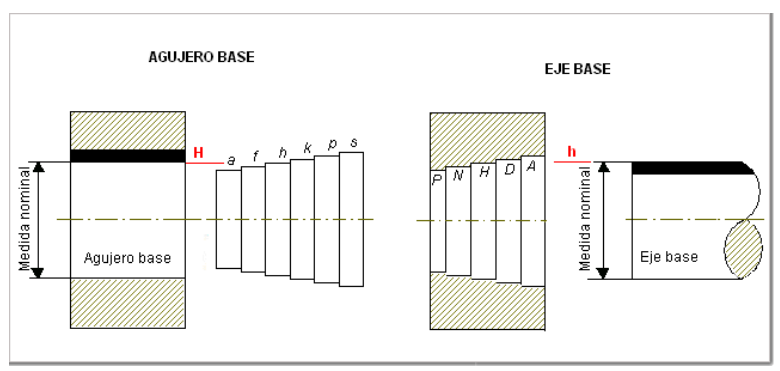 AGUJERO BASE
EJE BASE
H
a f h k p s
Medida nominal
Agujero base
P N H D A
h
Medida nominal
Eje base